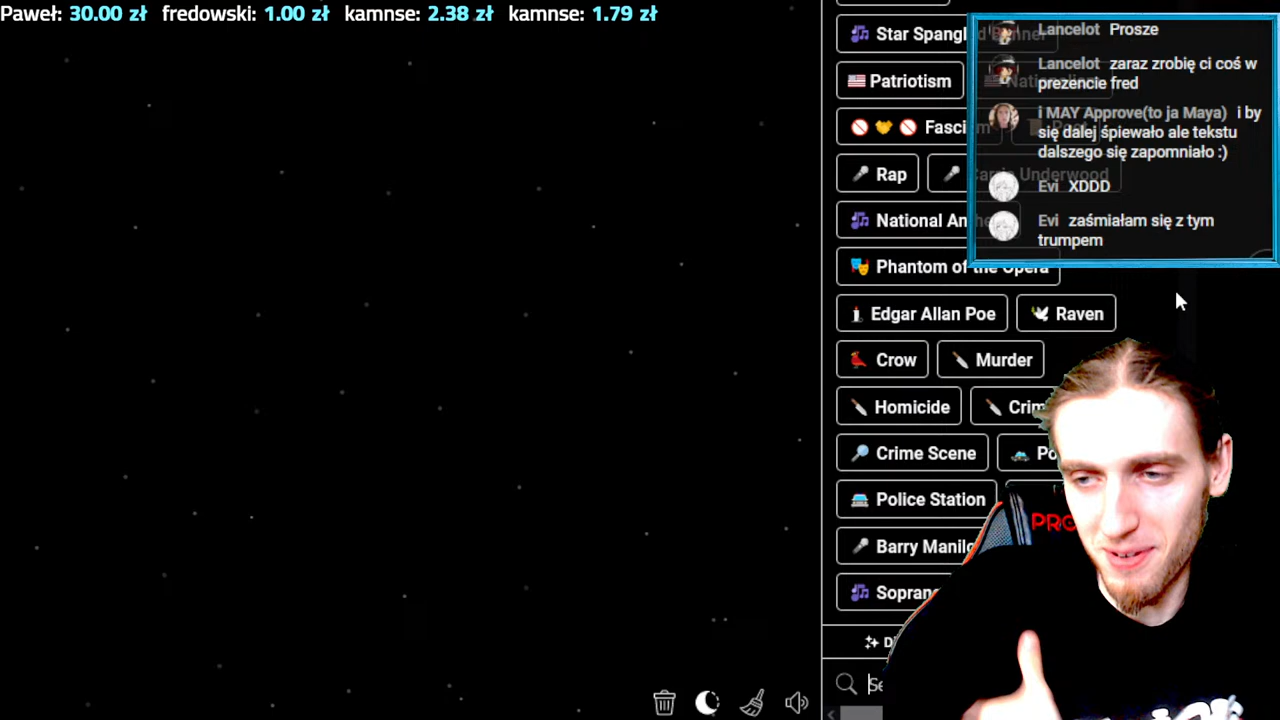 Paweł: 30.00 zł fredowski: 1.00 zł kamnse: 2.38 zł kamnse: 1.79 zł
Star Spangl
Patriotism
Fasci
Rap
Carrie Underwood
National An
Phantom of the Opera
Edgar Allan Poe
Raven
Crow
Murder
Homicide
Crim
Crime Scene
Po
Police Station
Barry Manilo
Sopran
Lancelot Prosze
Lancelot zaraz zrobię ci coś w
prezencie fred
i MAY Approve(to ja Maya) i by
się dalej śpiewało ale tekstu
dalszego się zapomniało :)
Evi XDDD
Evi zaśmiałam się z tym
trumpem